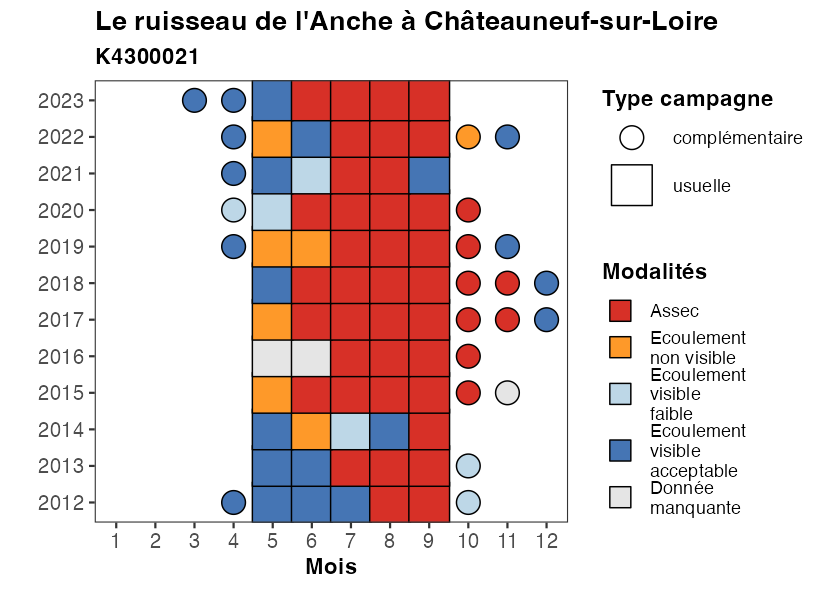 Le ruisseau de l'Anche à Châteauneuf-sur-Loire
K4300021
2023
2022
2021
2020
2019
2018
2017
2016
2015
2014
2013
2012
1 2 3 4 5 6 7 8 9 10 11 12
Mois
Type campagne
complémentaire
usuelle
Modalités
Assec
Ecoulement
non visible
Ecoulement
visible
faible
Ecoulement
visible
acceptable
Donnée
manquante